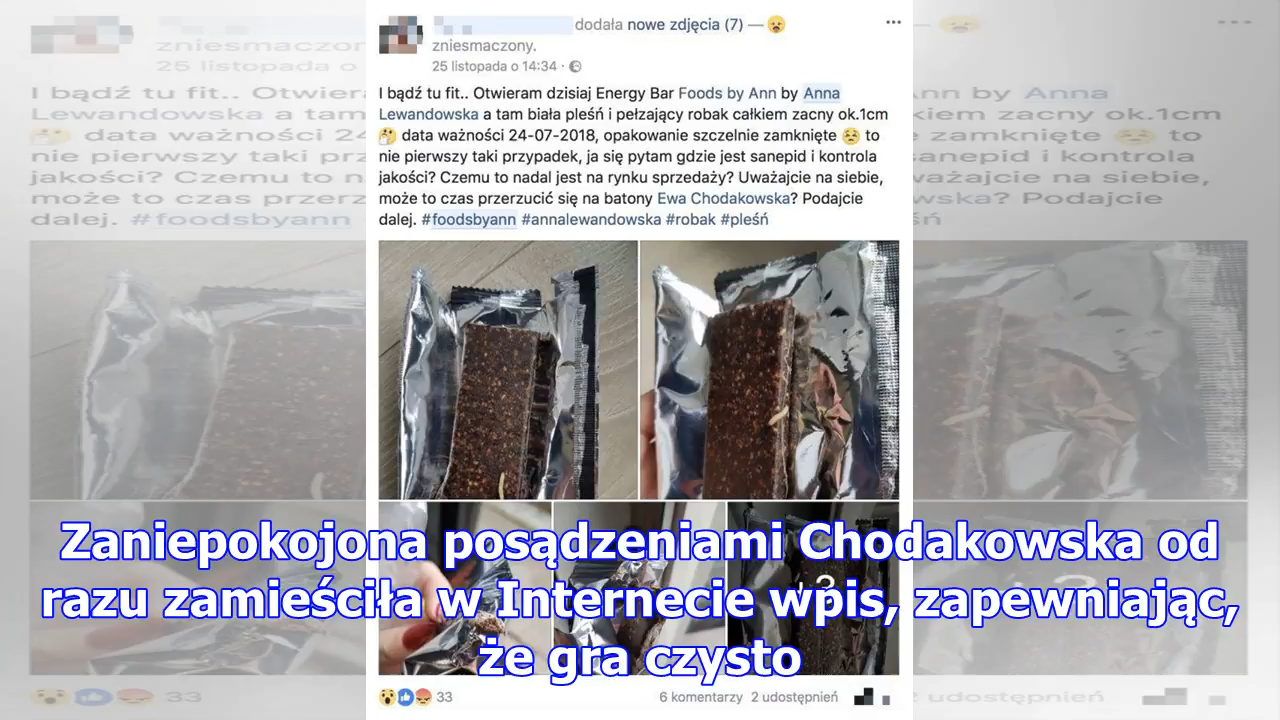 dodała nowe zdjęcia (7) —
zniesmaczony.
25 listopada o 14:34 ·
I bądź tu fit.. Otwieram dzisiaj Energy Bar Foods by Ann by Anna
Lewandowska a tam biała pleśń i pełzający robak całkiem zacny ok.1cm
data ważności 24-07-2018, opakowanie szczelnie zamknięte to
nie pierwszy taki przypadek, ja się pytam gdzie jest sanepid i kontrola
jakości? Czemu to nadal jest na rynku sprzedaży? Uważajcie na siebie,
może to czas przerzucić się na batony Ewa Chodakowska? Podajcie
dalej. #foodsbyann #annalewandowska #robak #pleśń
+3
Zaniepokojona posądzeniami Chodakowska od
razu zamieściła w Internecie wpis, zapewniając,
że gra czysto
33
6 komentarzy 2 udostępnień